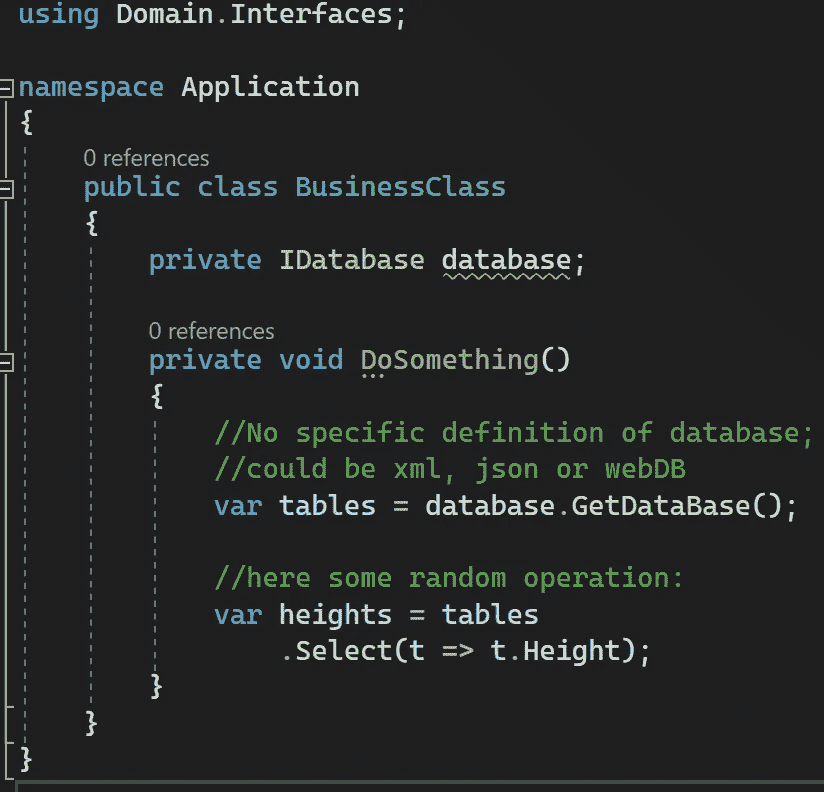 using Domain.Interfaces;
namespace Application
{
0 references
public class BusinessClass
{
private IDatabase database;
0 references
private void DoSomething()
{
//No specific definition of database;
//could be xml, json or webDB
var tables = database.GetDataBase();
//here some random operation:
var heights = tables
.Select(t => t.Height);
}
}
}